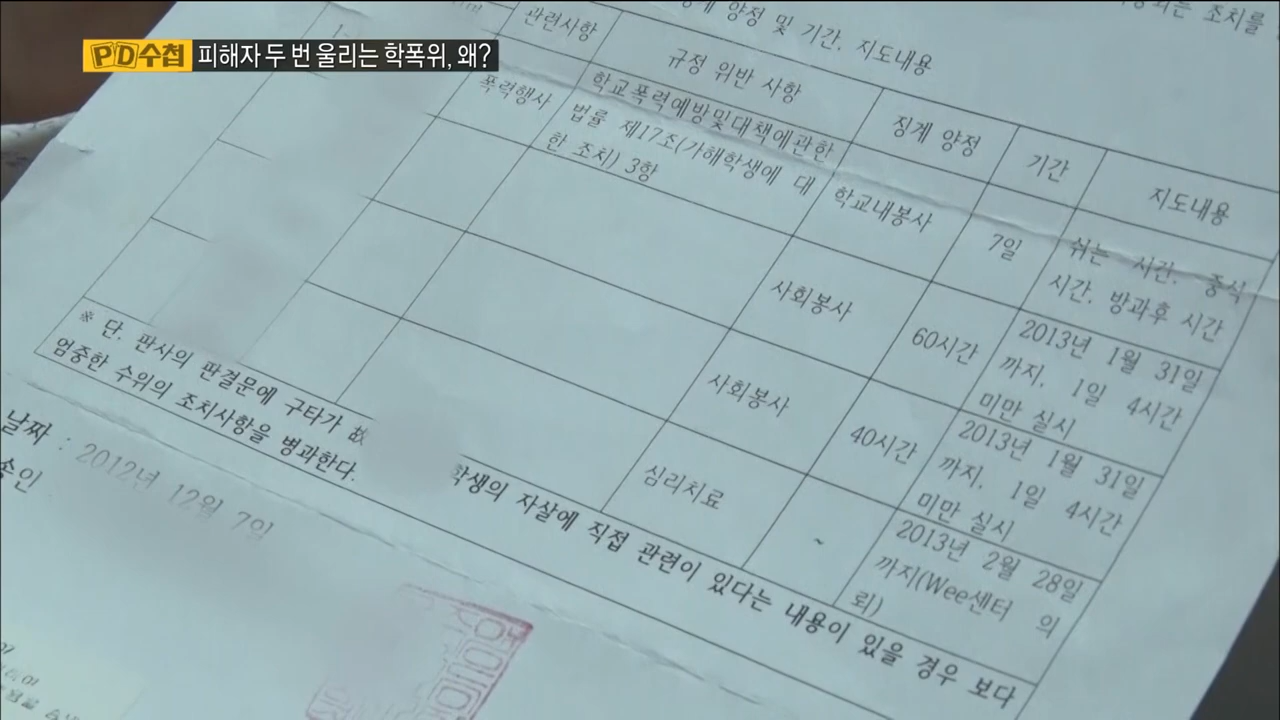 PD수첩 피해자 두 번 울리는 학폭위, 왜?
양정 및 기간, 지도내용
되는 조치를
관련사항
규정 위반 사항
징계 양정
기간
지도내용
폭력행사
학교폭력예방및대책에관한
법률 제17조(가해학생에 대
한 조치) 3항
학교내봉사
7일
쉬는 시간, 중식
시간, 방과후 시간
사회봉사
60시간
2013년 1월 31일
까지, 1일 4시간
미만 실시
사회봉사
40시간
2013년 1월 31일
까지, 1일 4시간
미만 실시
심리치료
~
2013년 2월 28일
까지(Wee센터 의
뢰)
※ 단, 판사의 판결문에 구타가 故 학생의 자살에 직접 관련이 있다는 내용이 있을 경우 보다
엄중한 수위의 조치사항을 병과한다.
날짜 : 2012년 12월 7일
송인